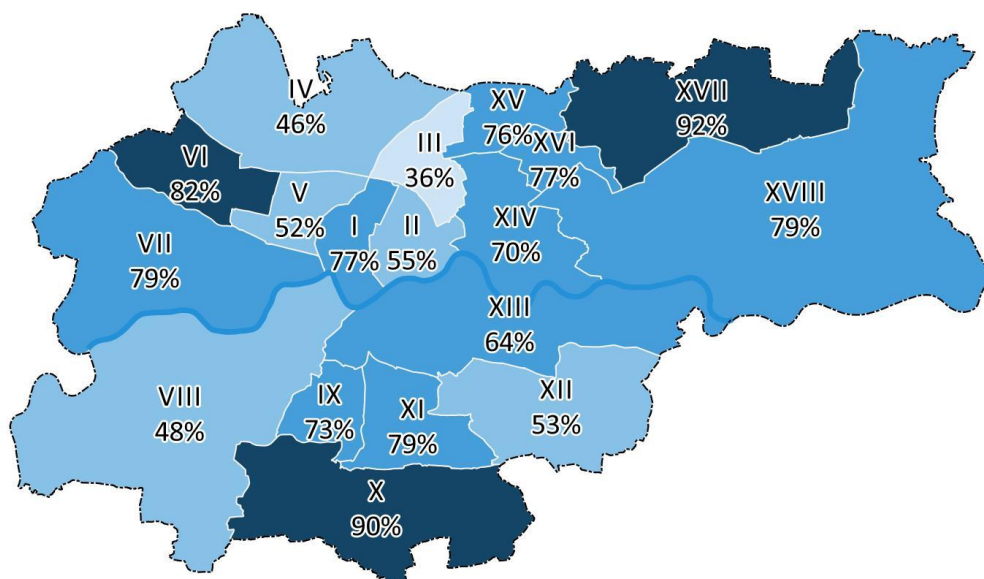 IV
46%
XV
76%
XVII
92%
III
36%
XVI
77%
VI
82%
V
52%
XVIII
79%
I
77%
II
55%
XIV
70%
VII
79%
XIII
64%
VIII
48%
IX
73%
XI
79%
XII
53%
X
90%